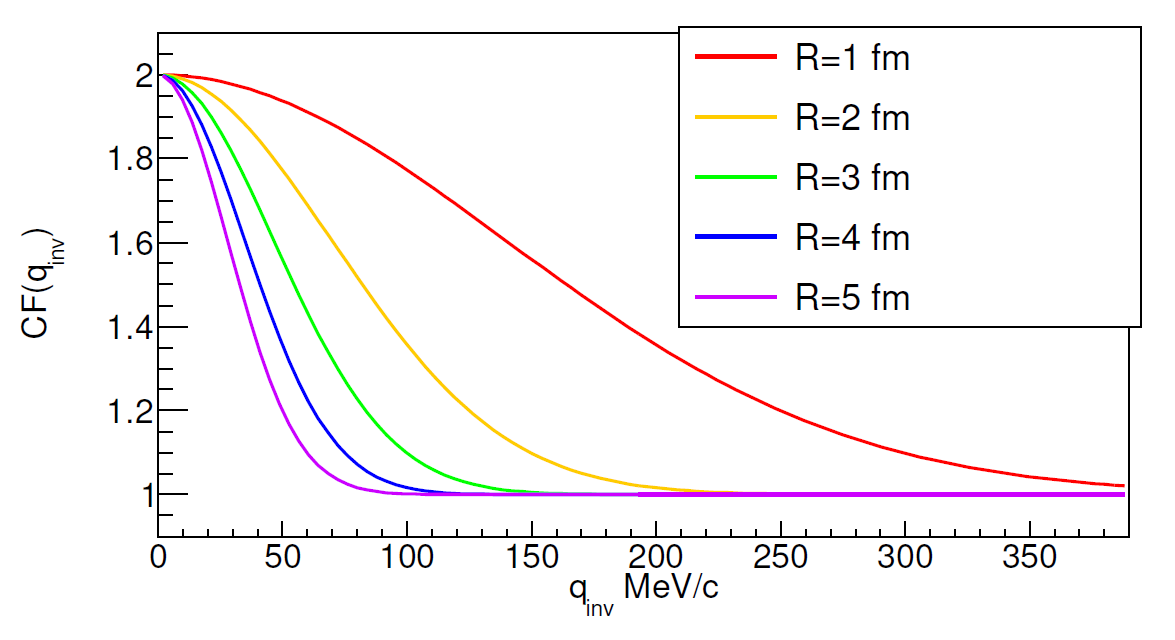 R=1 fm
R=2 fm
R=3 fm
R=4 fm
R=5 fm
CF(q_inv)
2
1.8
1.6
1.4
1.2
1
0 50 100 150 200 250 300 350
q_inv MeV/c